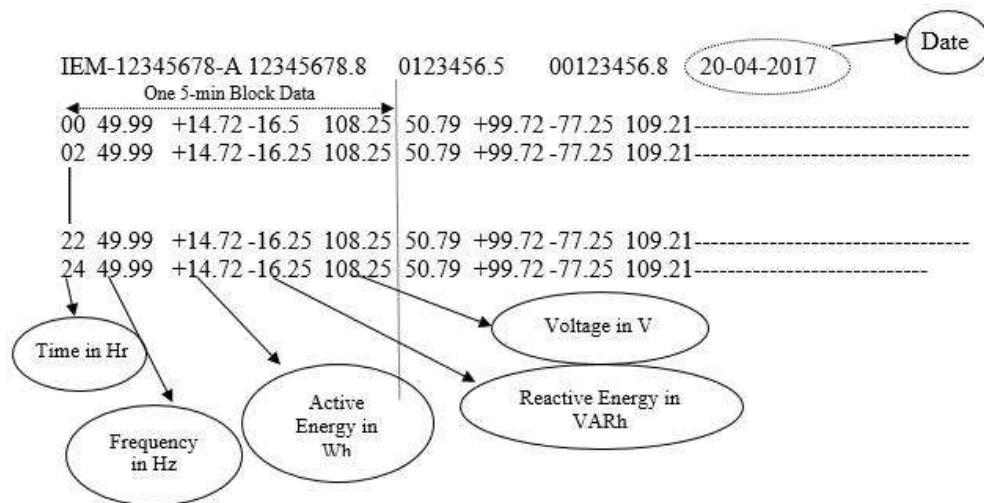 Date
IEM-12345678-A 12345678.8 0123456.5 00123456.8 20-04-2017
One 5-min Block Data
00 49.99 +14.72 -16.5 108.25 50.79 +99.72 -77.25 109.21---------------------------------
02 49.99 +14.72 -16.25 108.25 50.79 +99.72 -77.25 109.21---------------------------------
22 49.99 +14.72 -16.25 108.25 50.79 +99.72 -77.25 109.21---------------------------------
24 49.99 +14.72 -16.25 108.25 50.79 +99.72 -77.25 109.21----------------------------
Voltage in V
Time in Hr
Active
Energy in
Wh
Reactive Energy in
VARh
Frequency
in Hz